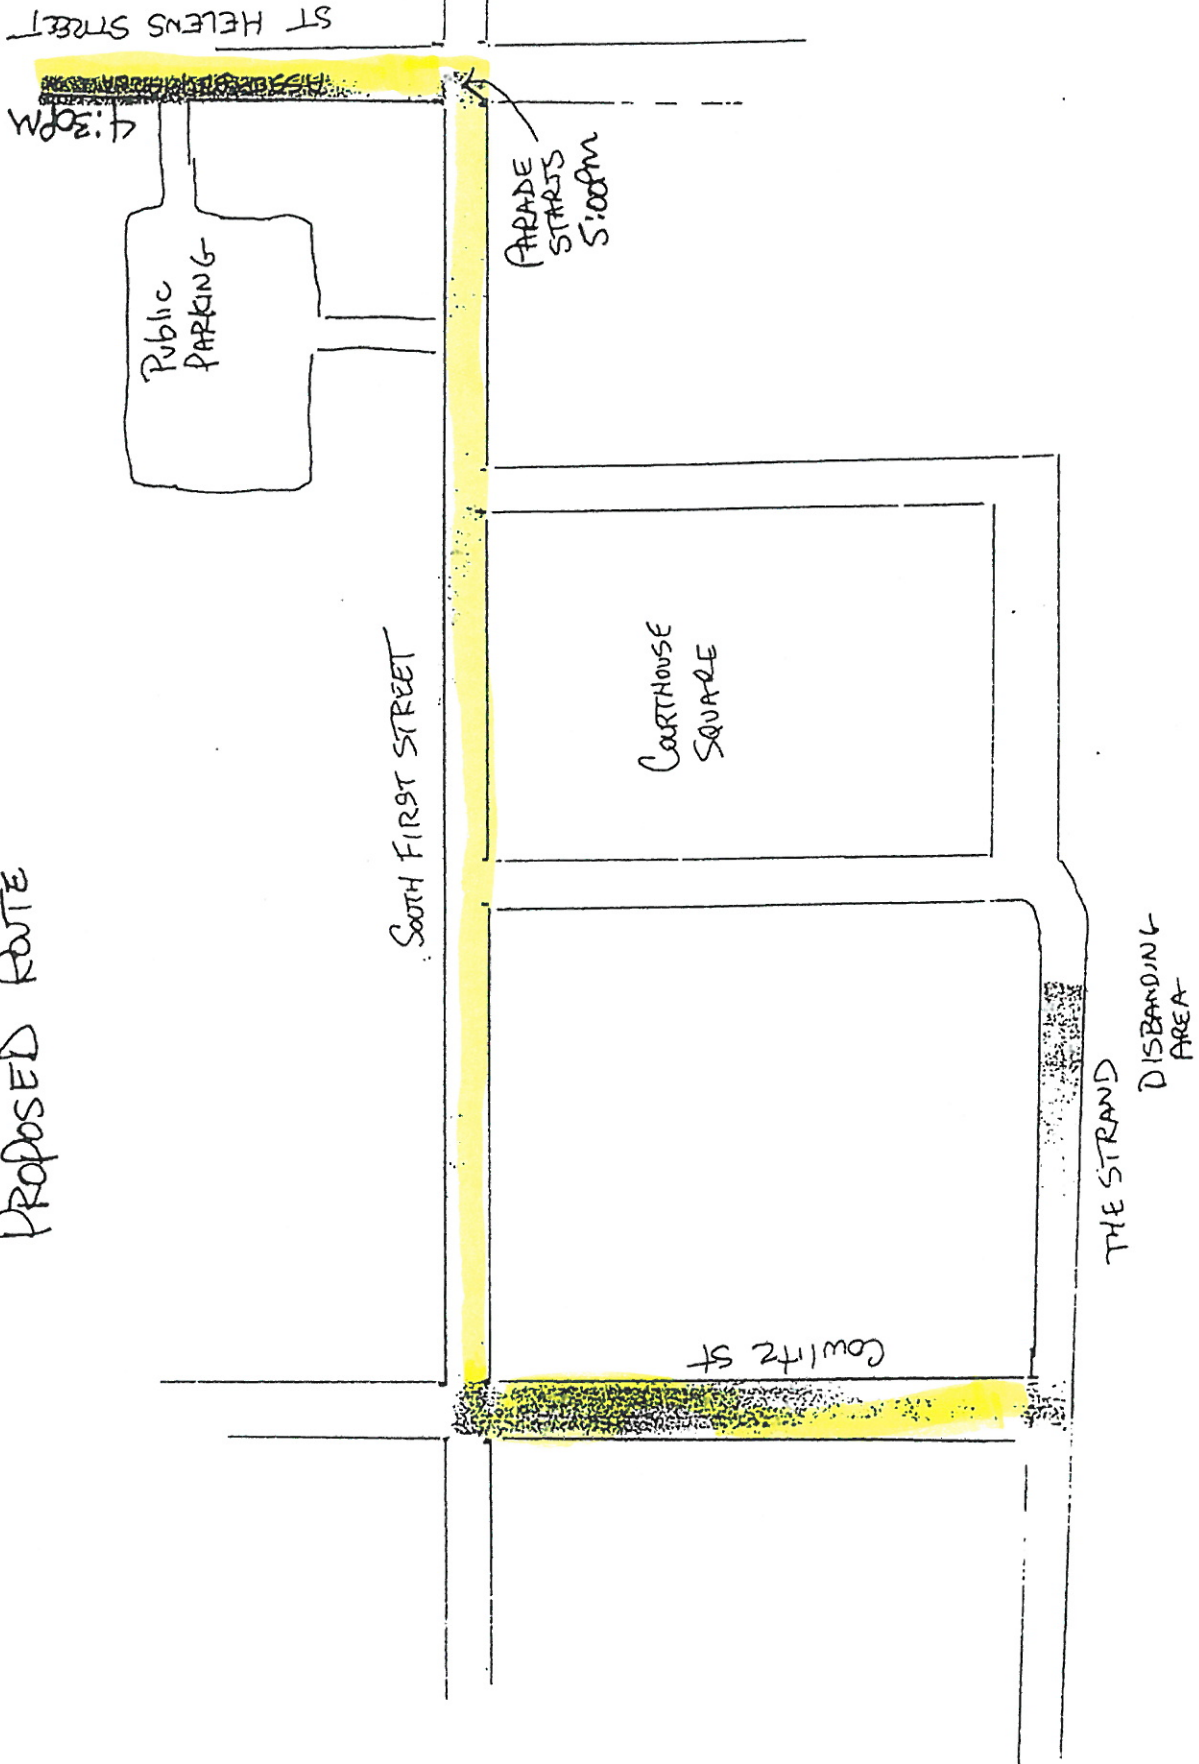 PROPOSED ROUTE
ST HELENS STREET
4:30PM
Public
PARKING
PARADE
STARTS
5:00PM
SOUTH FIRST STREET
COURTHOUSE
SQUARE
Cowlitz ST
THE STRAND
DISBANDING
AREA